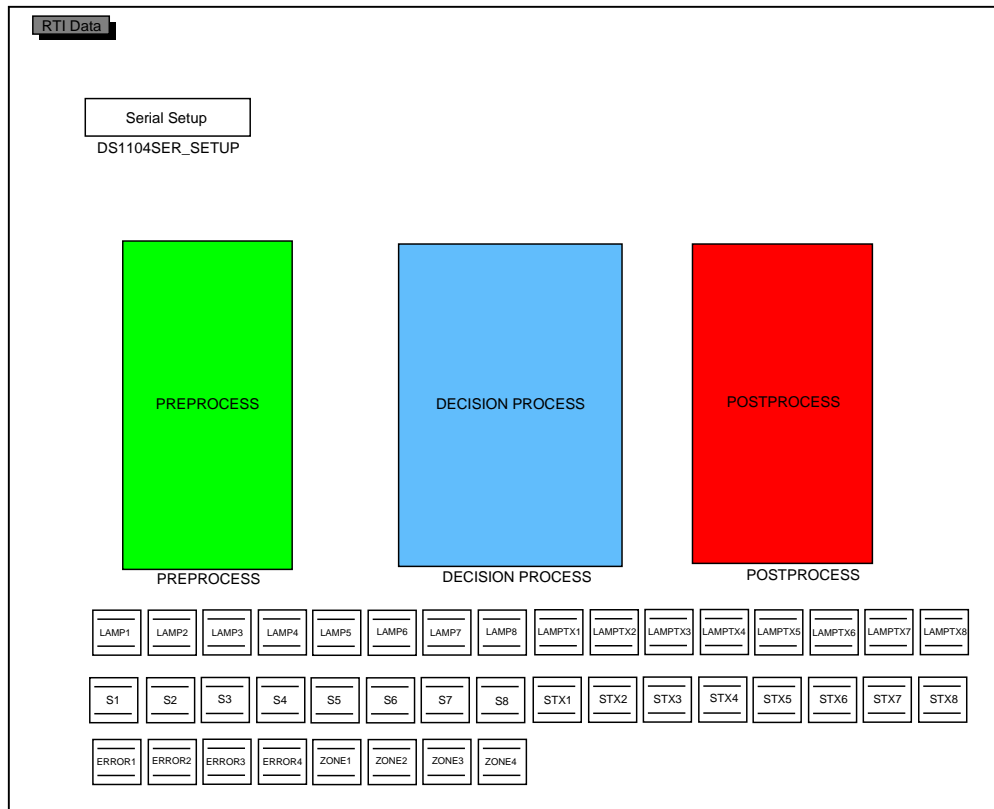 RTI Data
Serial Setup
DS1104SER_SETUP
PREPROCESS DECISION PROCESS POSTPROCESS
PREPROCESS DECISION PROCESS POSTPROCESS
LAMP1 LAMP2 LAMP3 LAMP4 LAMP5 LAMP6 LAMP7 LAMP8 LAMPTX1 LAMPTX2 LAMPTX3 LAMPTX4 LAMPTX5 LAMPTX6 LAMPTX7 LAMPTX8
S1 S2 S3 S4 S5 S6 S7 S8 STX1 STX2 STX3 STX4 STX5 STX6 STX7 STX8
ERROR1 ERROR2 ERROR3 ERROR4 ZONE1 ZONE2 ZONE3 ZONE4